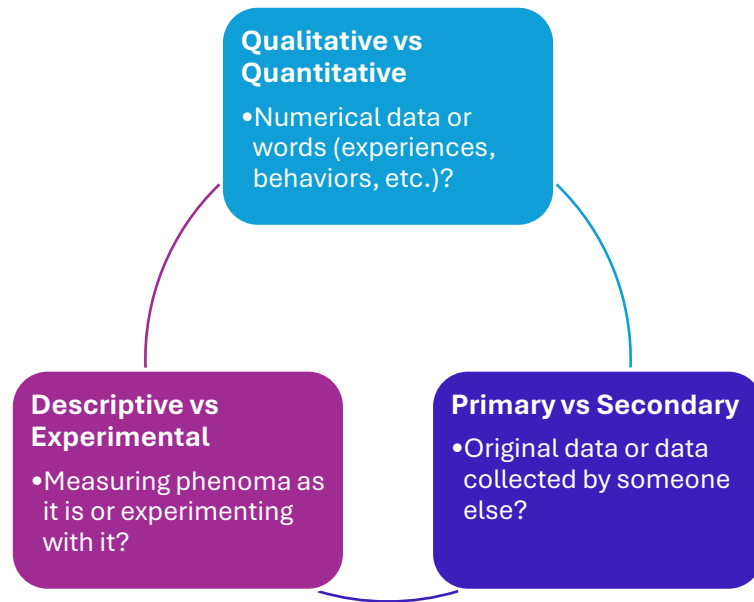 Qualitative vs
Quantitative
•Numerical data or
words (experiences,
behaviors, etc.)?
Descriptive vs
Experimental
•Measuring phenoma as
it is or experimenting
with it?
Primary vs Secondary
•Original data or data
collected by someone
else?